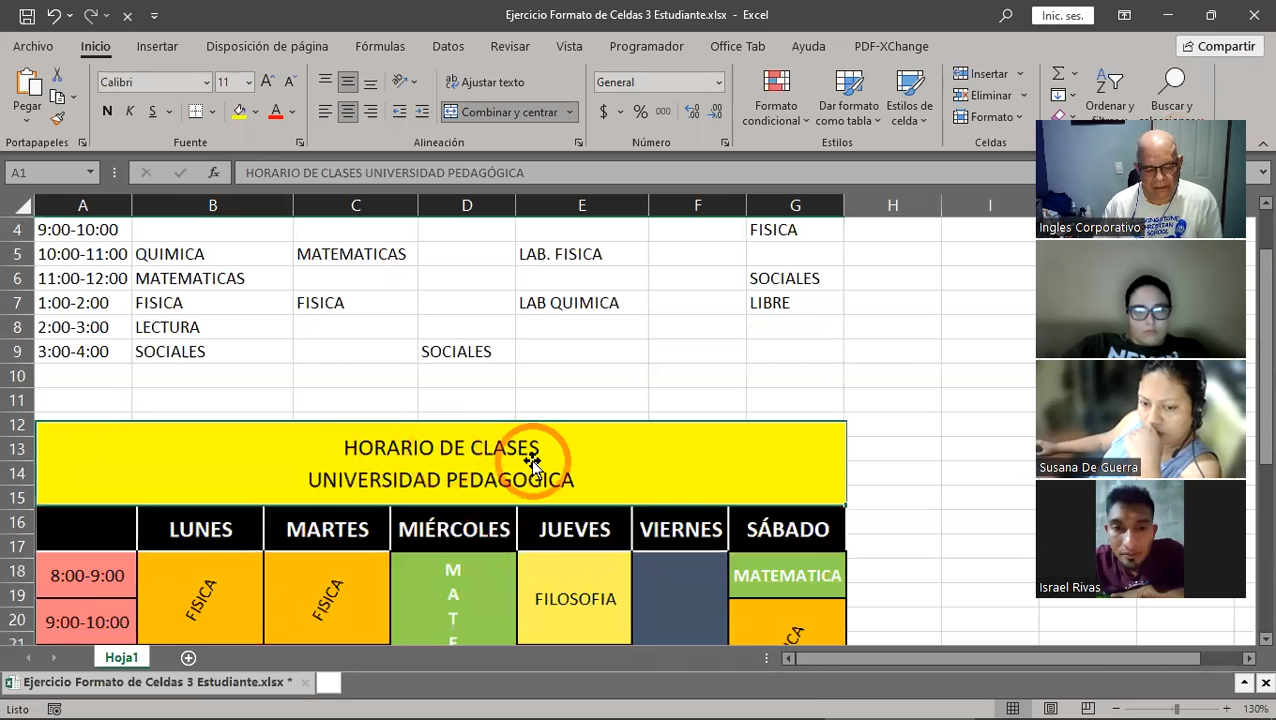 Ejercicio Formato de Celdas 3 Estudiante.xlsx - Excel
Inic. ses.
Archivo Inicio Insertar Disposición de página Fórmulas Datos Revisar Vista Programador Office Tab Ayuda PDF-XChange Compartir
Pegar
Calibri 11
N K S
Ajustar texto
Combinar y centrar
General
$ % 000
Formato condicional
Dar formato como tabla
Estilos de celda
Insertar
Eliminar
Formato
Ordenar y
Buscar y
Portapapeles Fuente Alineación Número Estilos Celdas
A1 fx HORARIO DE CLASES UNIVERSIDAD PEDAGÓGICA
A B C D E F G H I
4 9:00-10:00 FISICA
5 10:00-11:00 QUIMICA MATEMATICAS LAB. FISICA
6 11:00-12:00 MATEMATICAS SOCIALES
7 1:00-2:00 FISICA FISICA LAB QUIMICA LIBRE
8 2:00-3:00 LECTURA
9 3:00-4:00 SOCIALES SOCIALES
10
11
12
13 HORARIO DE CLASES
14 UNIVERSIDAD PEDAGÓGICA
15
16 LUNES MARTES MIÉRCOLES JUEVES VIERNES SÁBADO
17
18 8:00-9:00 FISICA FISICA M A T E FILOSOFIA MATEMATICA
19
20 9:00-10:00
21
Ingles Corporativo
Susana De Guerra
Israel Rivas
Hoja1
Ejercicio Formato de Celdas 3 Estudiante.xlsx *
Listo
130%